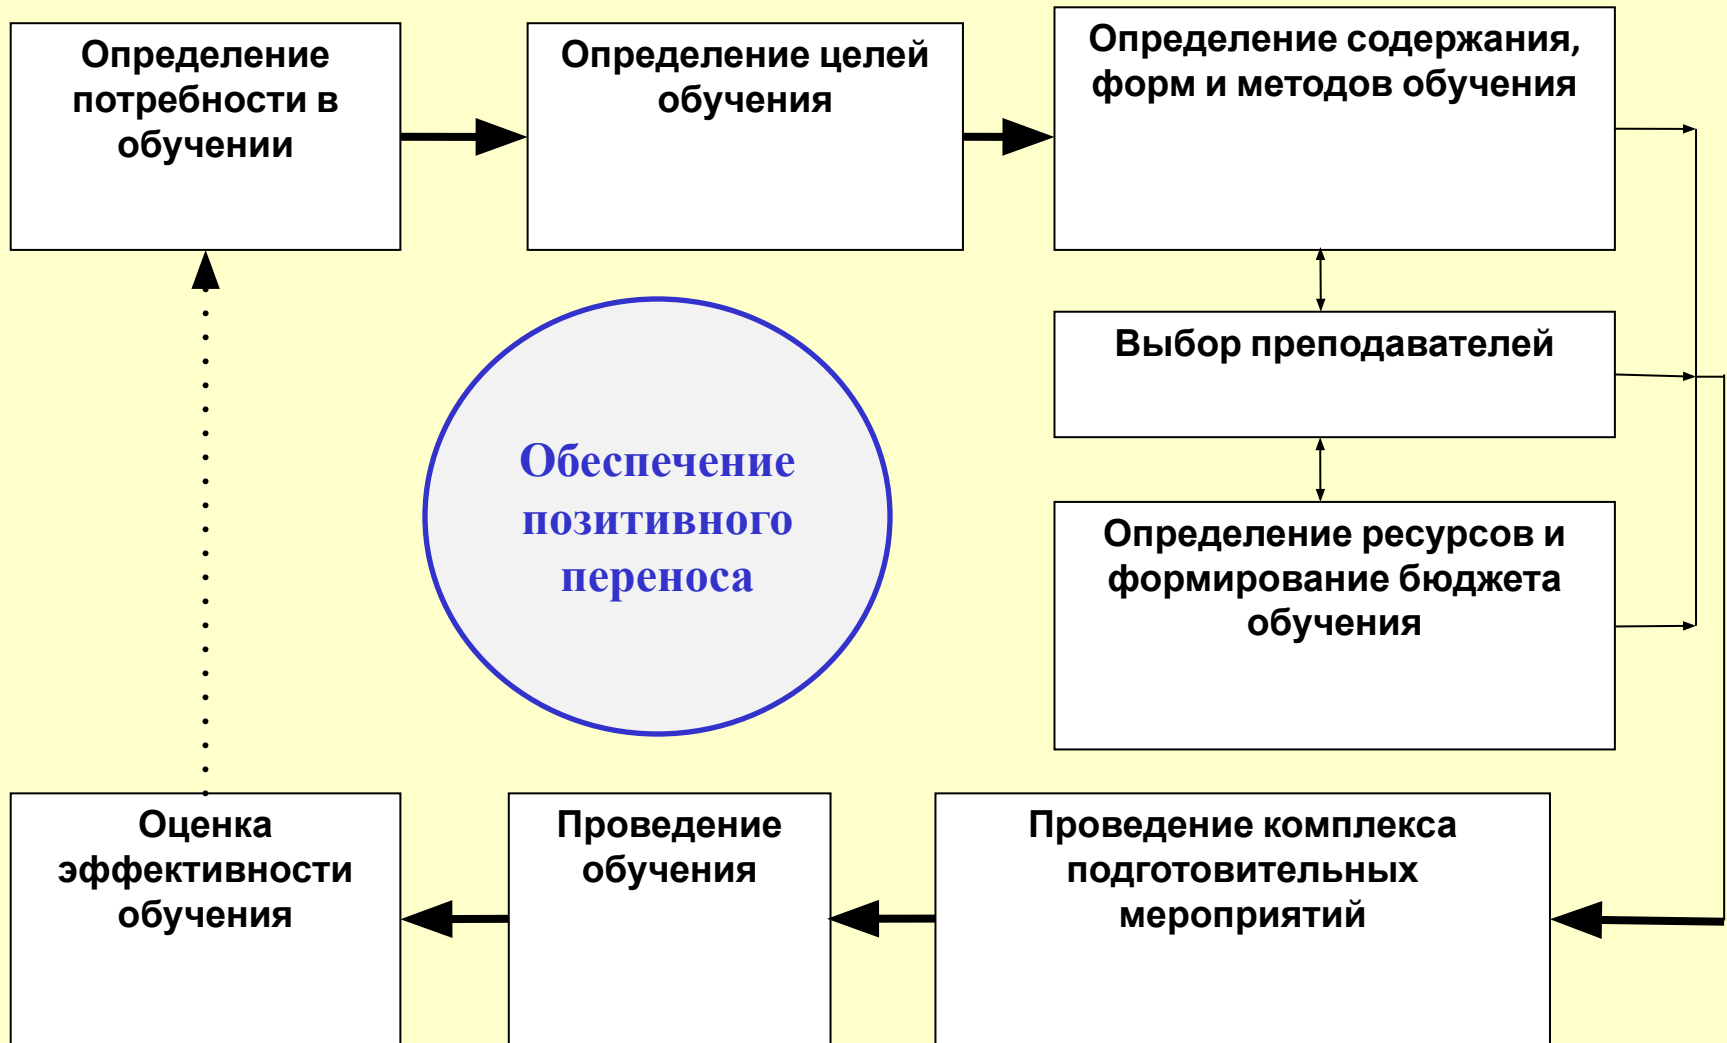 Определение
потребности в
обучении
Определение целей
обучения
Определение содержания,
форм и методов обучения
Выбор преподавателей
Обеспечение
позитивного
переноса
Определение ресурсов и
формирование бюджета
обучения
Оценка
эффективности
обучения
Проведение
обучения
Проведение комплекса
подготовительных
мероприятий